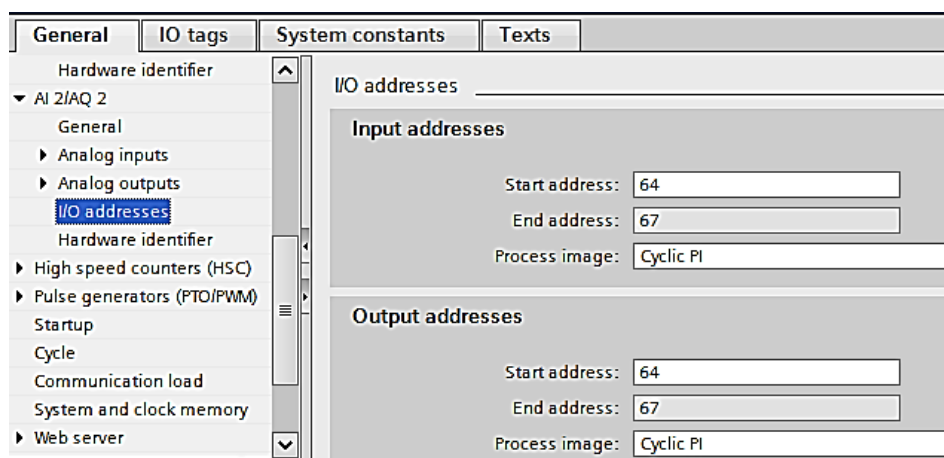 General IO tags System constants Texts
Hardware identifier
AI 2/AQ 2
General
Analog inputs
Analog outputs
I/O addresses
Hardware identifier
High speed counters (HSC)
Pulse generators (PTO/PWM)
Startup
Cycle
Communication load
System and clock memory
Web server
I/O addresses
Input addresses
Start address: 64
End address: 67
Process image: Cyclic PI
Output addresses
Start address: 64
End address: 67
Process image: Cyclic PI